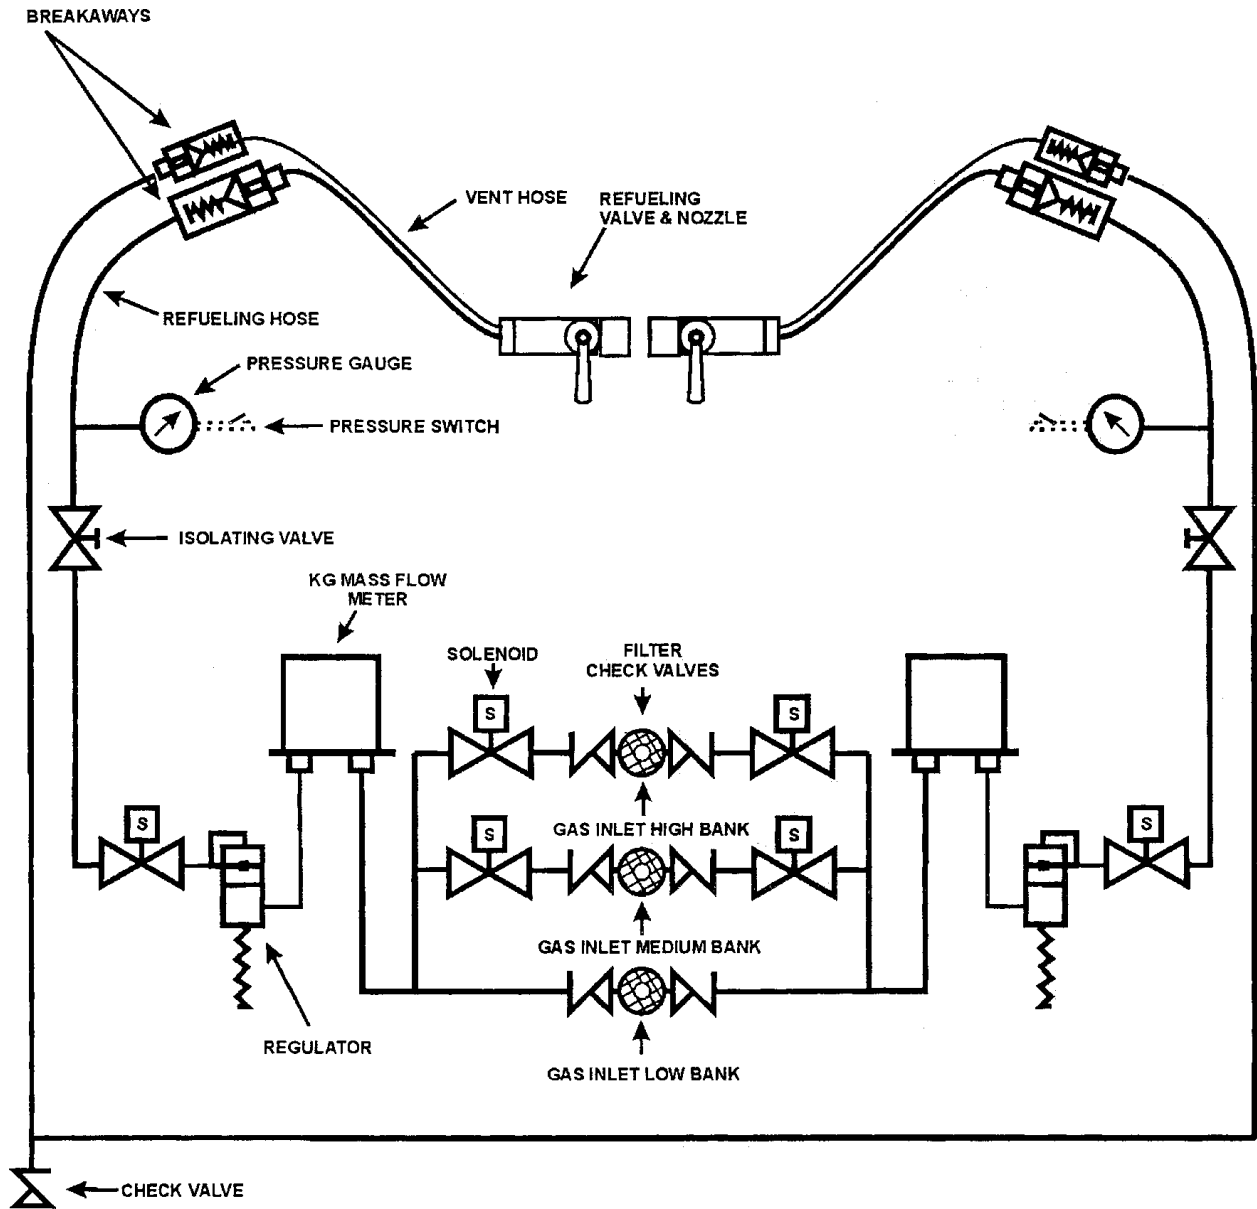 BREAKAWAYS
VENT HOSE
REFUELING
VALVE & NOZZLE
REFUELING HOSE
PRESSURE GAUGE
PRESSURE SWITCH
ISOLATING VALVE
KG MASS FLOW
METER
SOLENOID
FILTER
CHECK VALVES
S
S
GAS INLET HIGH BANK
S
S
S
S
GAS INLET MEDIUM BANK
REGULATOR
GAS INLET LOW BANK
CHECK VALVE